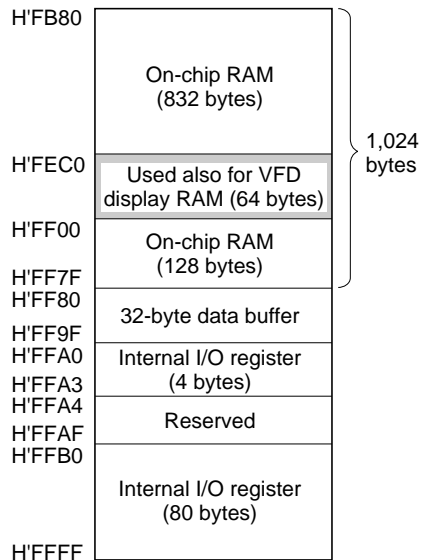 H'FB80
On-chip RAM
(832 bytes)
1,024
bytes
H'FEC0
Used also for VFD
display RAM (64 bytes)
H'FF00
On-chip RAM
(128 bytes)
H'FF7F
H'FF80
32-byte data buffer
H'FF9F
H'FFA0
Internal I/O register
(4 bytes)
H'FFA3
H'FFA4
Reserved
H'FFAF
H'FFB0
Internal I/O register
(80 bytes)
H'FFFF